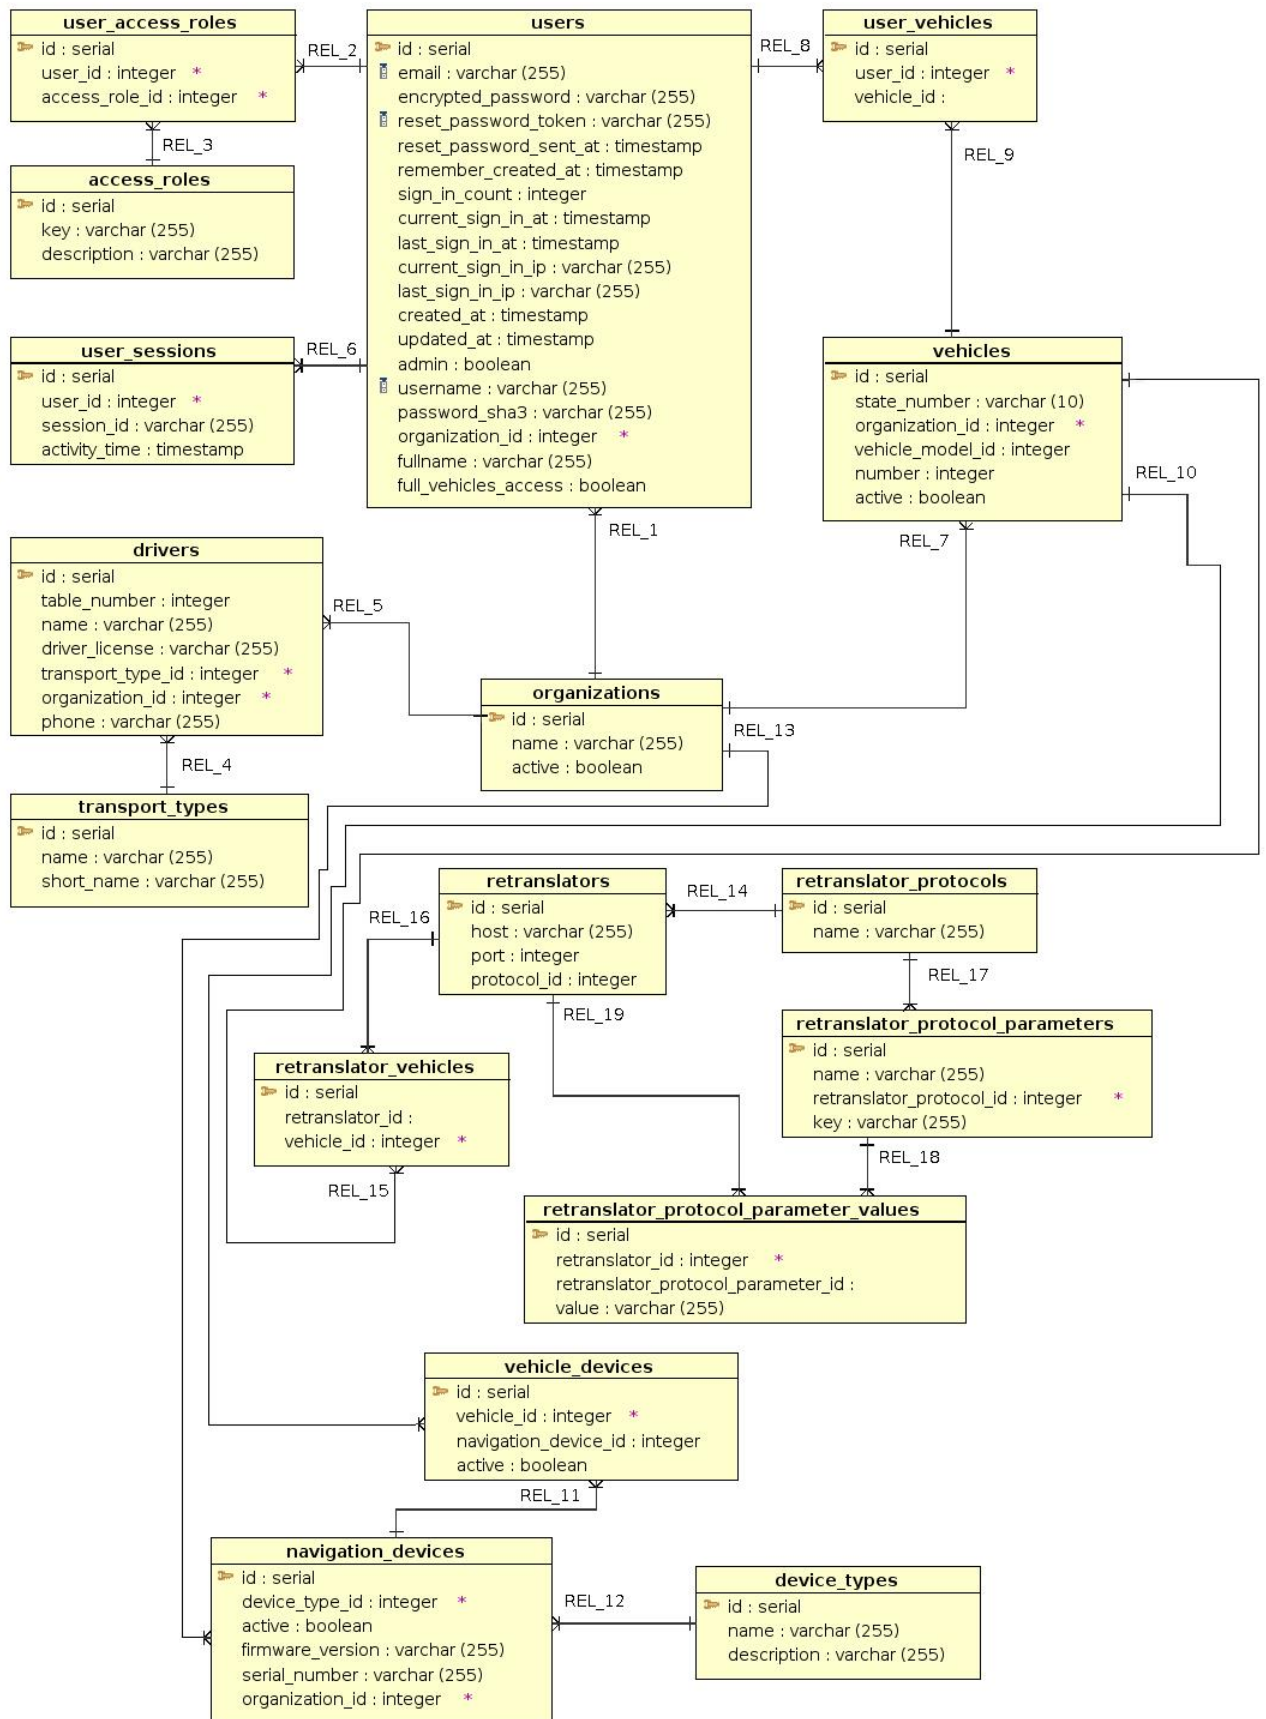 user_access_roles
id : serial
user_id : integer *
access_role_id : integer *
REL_2
users
id : serial
email : varchar (255)
encrypted_password : varchar (255)
reset_password_token : varchar (255)
reset_password_sent_at : timestamp
remember_created_at : timestamp
sign_in_count : integer
current_sign_in_at : timestamp
last_sign_in_at : timestamp
current_sign_in_ip : varchar (255)
last_sign_in_ip : varchar (255)
created_at : timestamp
updated_at : timestamp
admin : boolean
username : varchar (255)
password_sha3 : varchar (255)
organization_id : integer *
fullname : varchar (255)
full_vehicles_access : boolean
REL_8
user_vehicles
id : serial
user_id : integer *
vehicle_id :
REL_3
REL_9
access_roles
id : serial
key : varchar (255)
description : varchar (255)
user_sessions
id : serial
user_id : integer *
session_id : varchar (255)
activity_time : timestamp
REL_6
vehicles
id : serial
state_number : varchar (10)
organization_id : integer *
vehicle_model_id : integer
number : integer
active : boolean
REL_10
REL_1
REL_7
drivers
id : serial
table_number : integer
name : varchar (255)
driver_license : varchar (255)
transport_type_id : integer *
organization_id : integer *
phone : varchar (255)
REL_5
organizations
id : serial
name : varchar (255)
active : boolean
REL_13
REL_4
transport_types
id : serial
name : varchar (255)
short_name : varchar (255)
retranslators
id : serial
host : varchar (255)
port : integer
protocol_id : integer
REL_14
retranslator_protocols
id : serial
name : varchar (255)
REL_16
REL_17
REL_19
retranslator_protocol_parameters
id : serial
name : varchar (255)
retranslator_protocol_id : integer *
key : varchar (255)
retranslator_vehicles
id : serial
retranslator_id :
vehicle_id : integer *
REL_18
REL_15
retranslator_protocol_parameter_values
id : serial
retranslator_id : integer *
retranslator_protocol_parameter_id :
value : varchar (255)
vehicle_devices
id : serial
vehicle_id : integer *
navigation_device_id : integer
active : boolean
REL_11
navigation_devices
id : serial
device_type_id : integer *
active : boolean
firmware_version : varchar (255)
serial_number : varchar (255)
organization_id : integer *
REL_12
device_types
id : serial
name : varchar (255)
description : varchar (255)